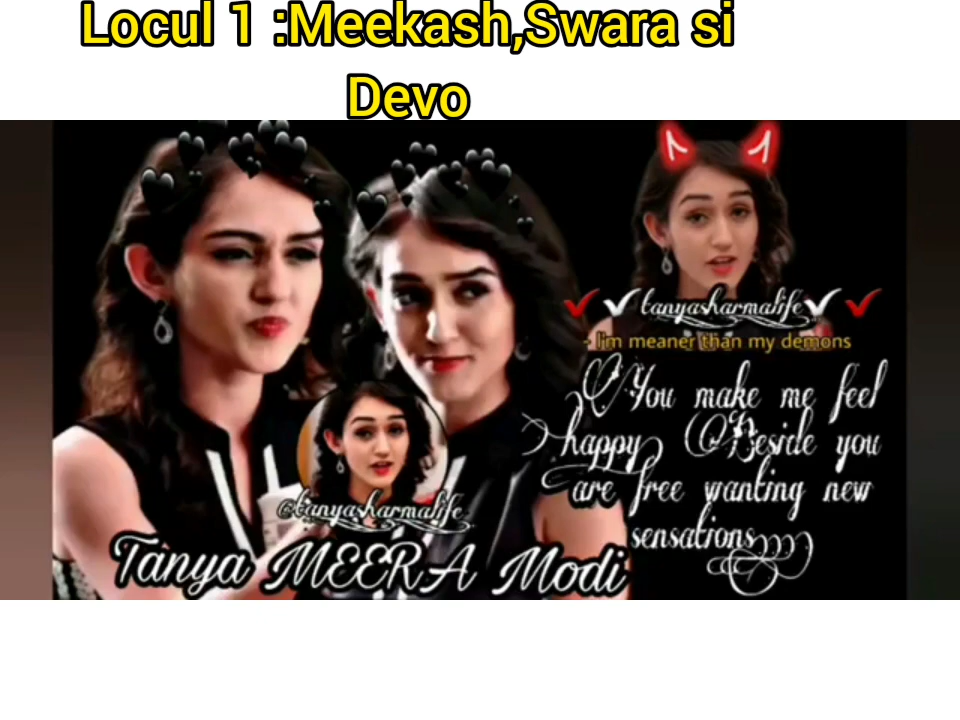 Locul 1 :Meekash,Swara si
Devo
tanyasharmalife
- I'm meaner than my demons
You make me feel
happy Beside you
are free wanting new
sensations
@tanyasharmalife
Tanya MEERA Modi